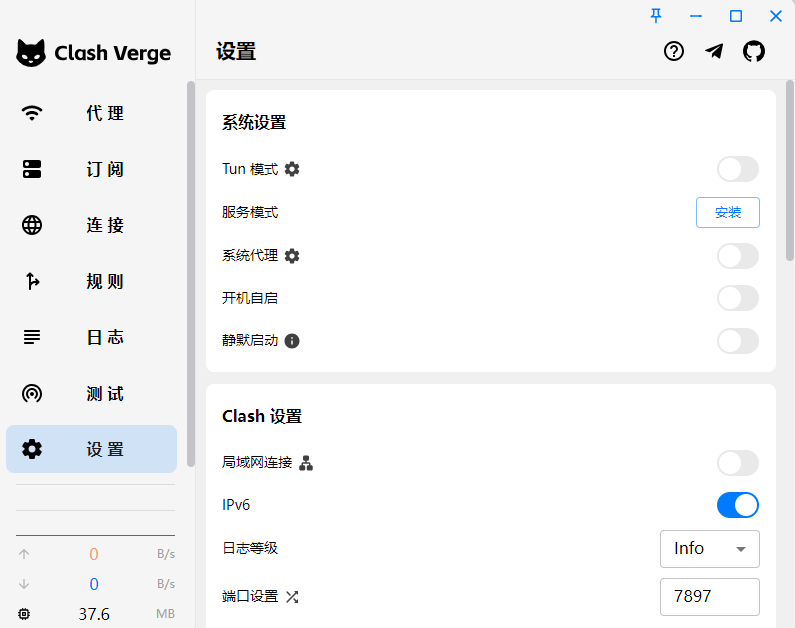 Clash Verge
代理
订阅
连接
规则
日志
测试
设置
0 B/s
0 B/s
37.6 MB
设置
系统设置
Tun 模式
服务模式 安装
系统代理
开机自启
静默启动
Clash 设置
局域网连接
IPv6
日志等级 Info
端口设置 7897